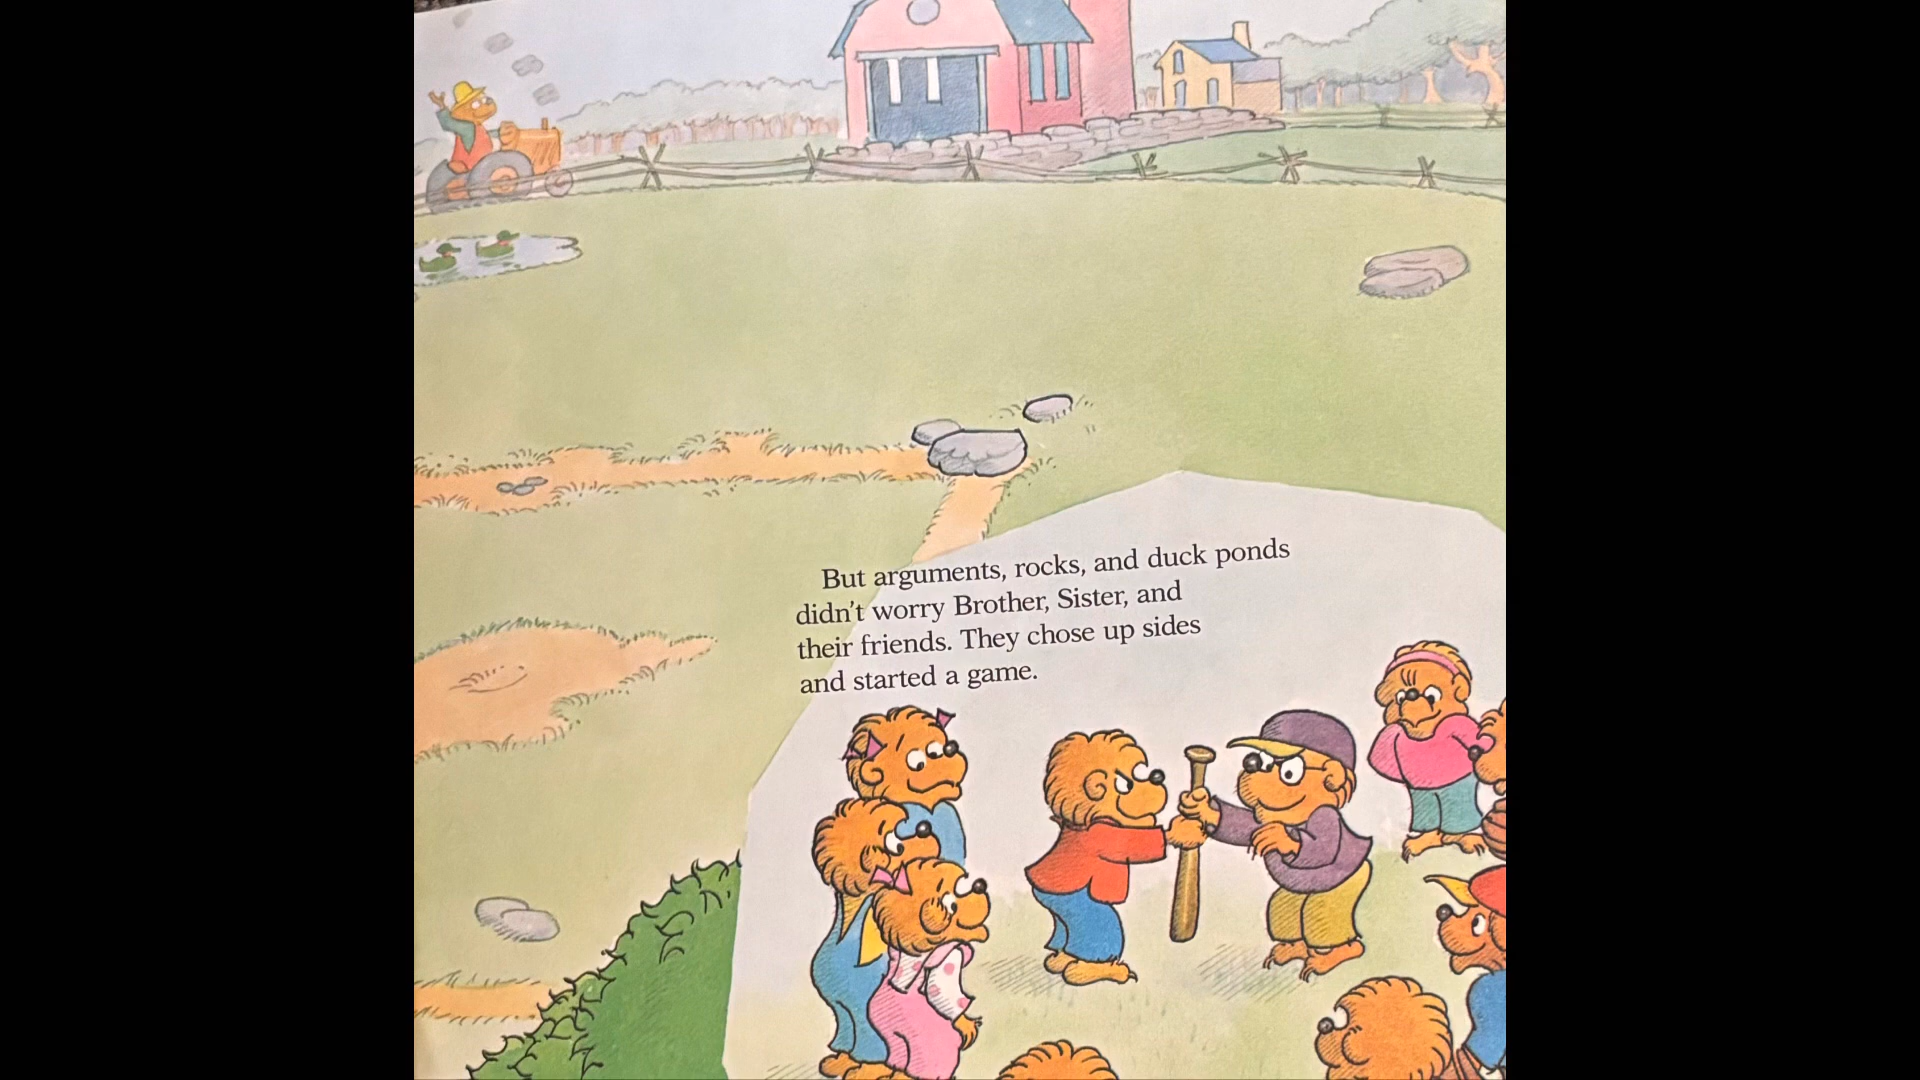 But arguments, rocks, and duck ponds
didn't worry Brother, Sister, and
their friends. They chose up sides
and started a game.